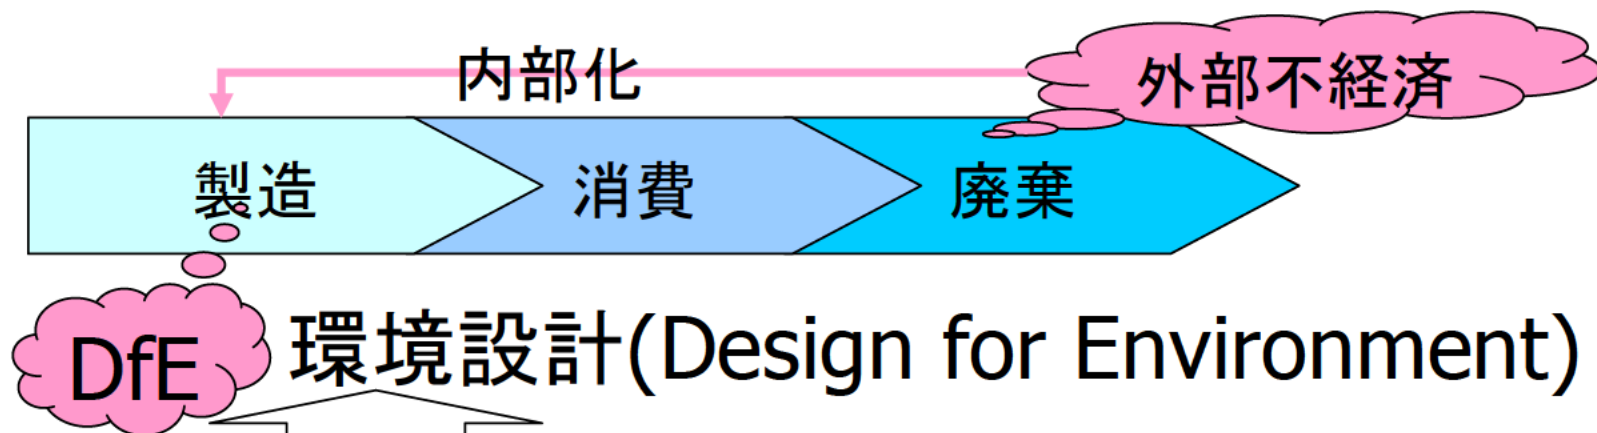 内部化
外部不経済
製造
消費
廃棄
DfE
環境設計(Design for Environment)